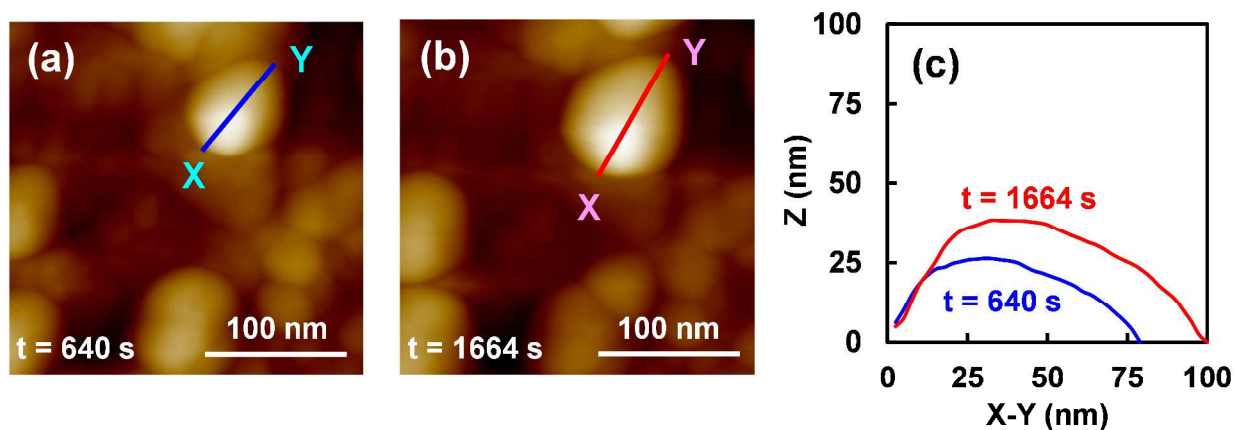 (a)
Y
X
100 nm
t = 640 s
(b)
Y
X
100 nm
t = 1664 s
(c)
100
75
50
25
0
Z (nm)
t = 1664 s
t = 640 s
0 25 50 75 100
X-Y (nm)